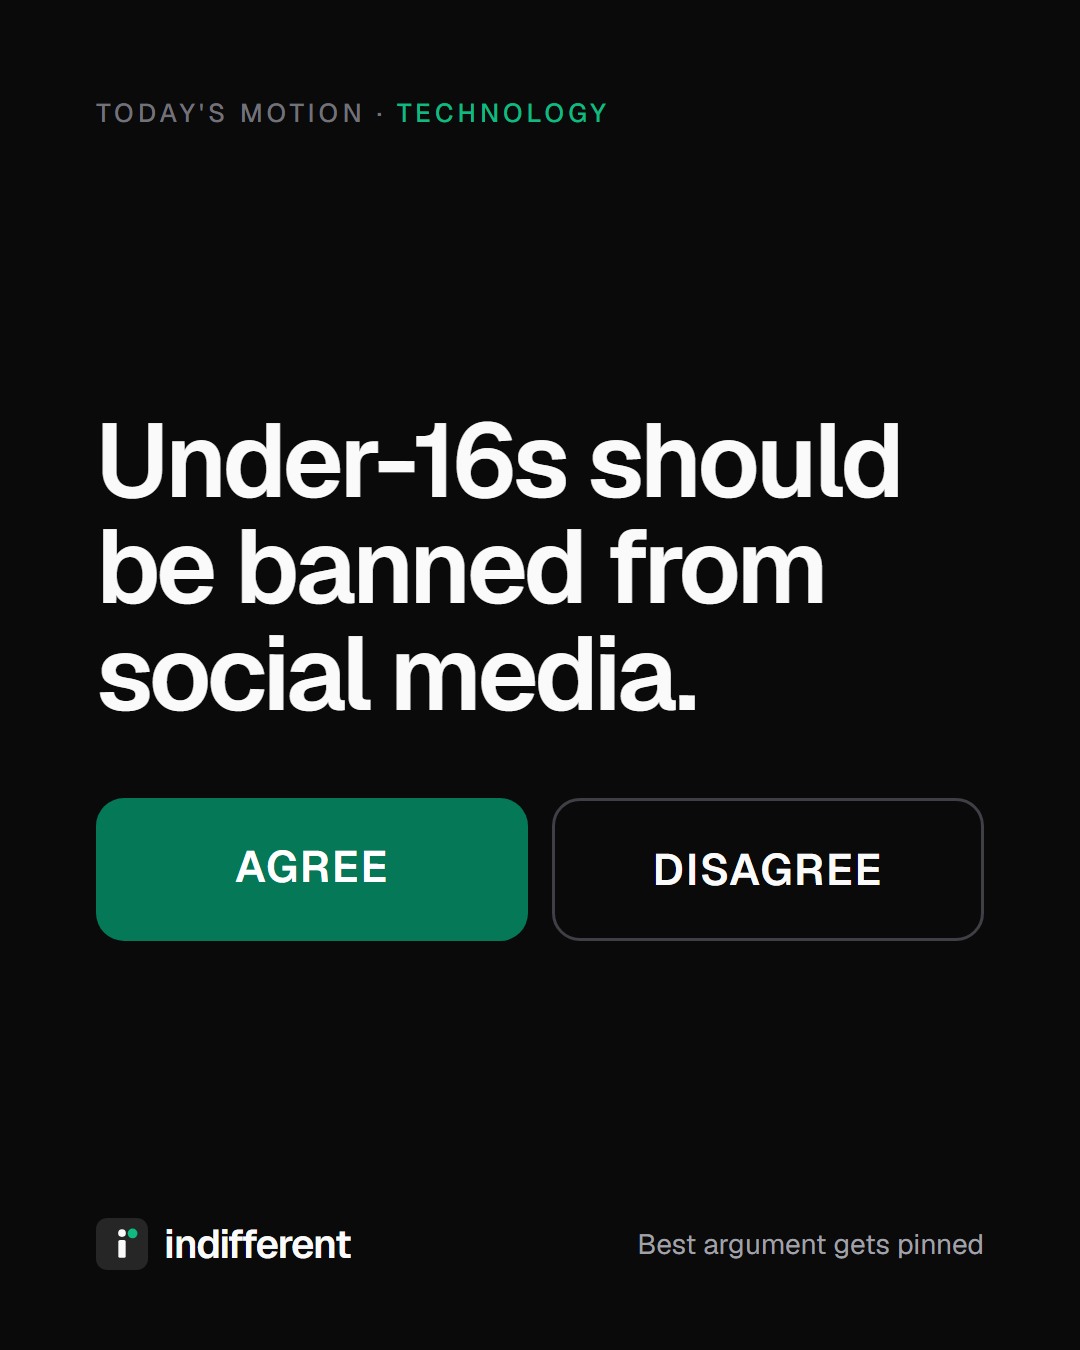 TODAY'S MOTION · TECHNOLOGY
Under-16s should
be banned from
social media.
AGREE
DISAGREE
indifferent
Best argument gets pinned